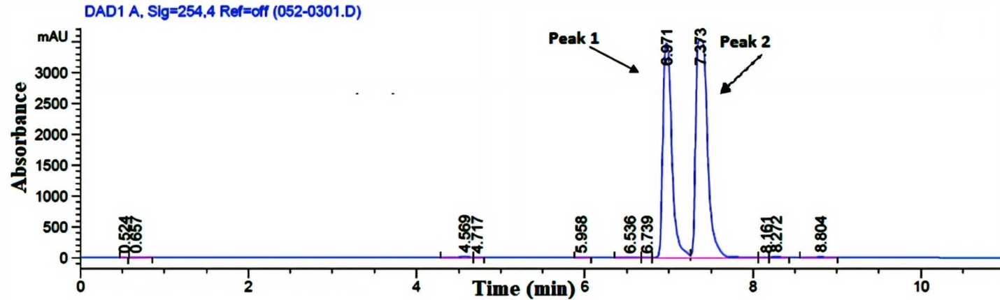 DAD1 A, Sig=254,4 Ref=off (052-0301.D)
mAU
Absorbance
3000
2500
2000
1500
1000
500
0
Peak 1
6.971
7.373
Peak 2
0.524
0.657
4.569
4.717
5.958
6.536
6.739
8.161
8.272
8.804
0 2 4 6 8 10
Time (min)